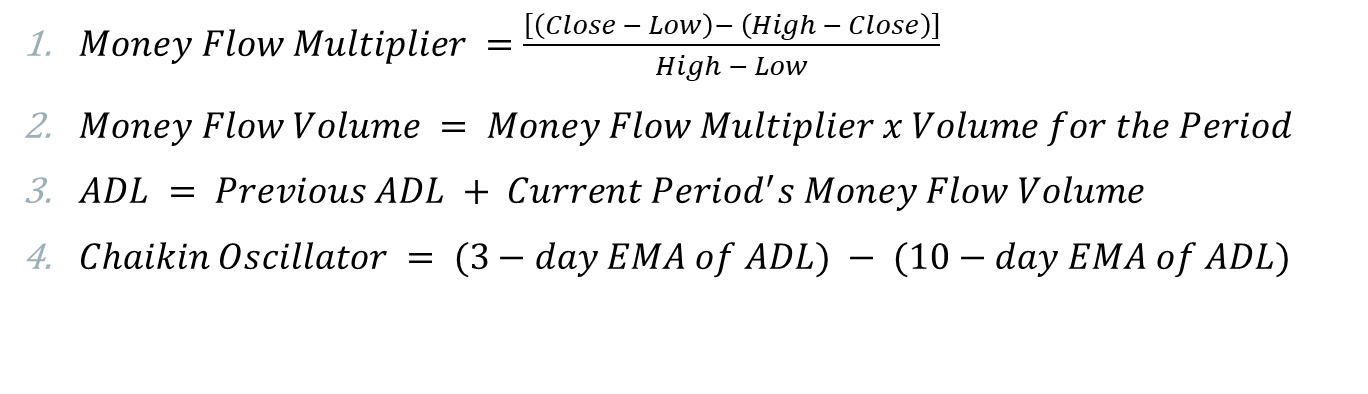 1. Money Flow Multiplier = [(Close − Low)− (High − Close)] / High − Low
2. Money Flow Volume = Money Flow Multiplier x Volume for the Period
3. ADL = Previous ADL + Current Period's Money Flow Volume
4. Chaikin Oscillator = (3 − day EMA of ADL) − (10 − day EMA of ADL)